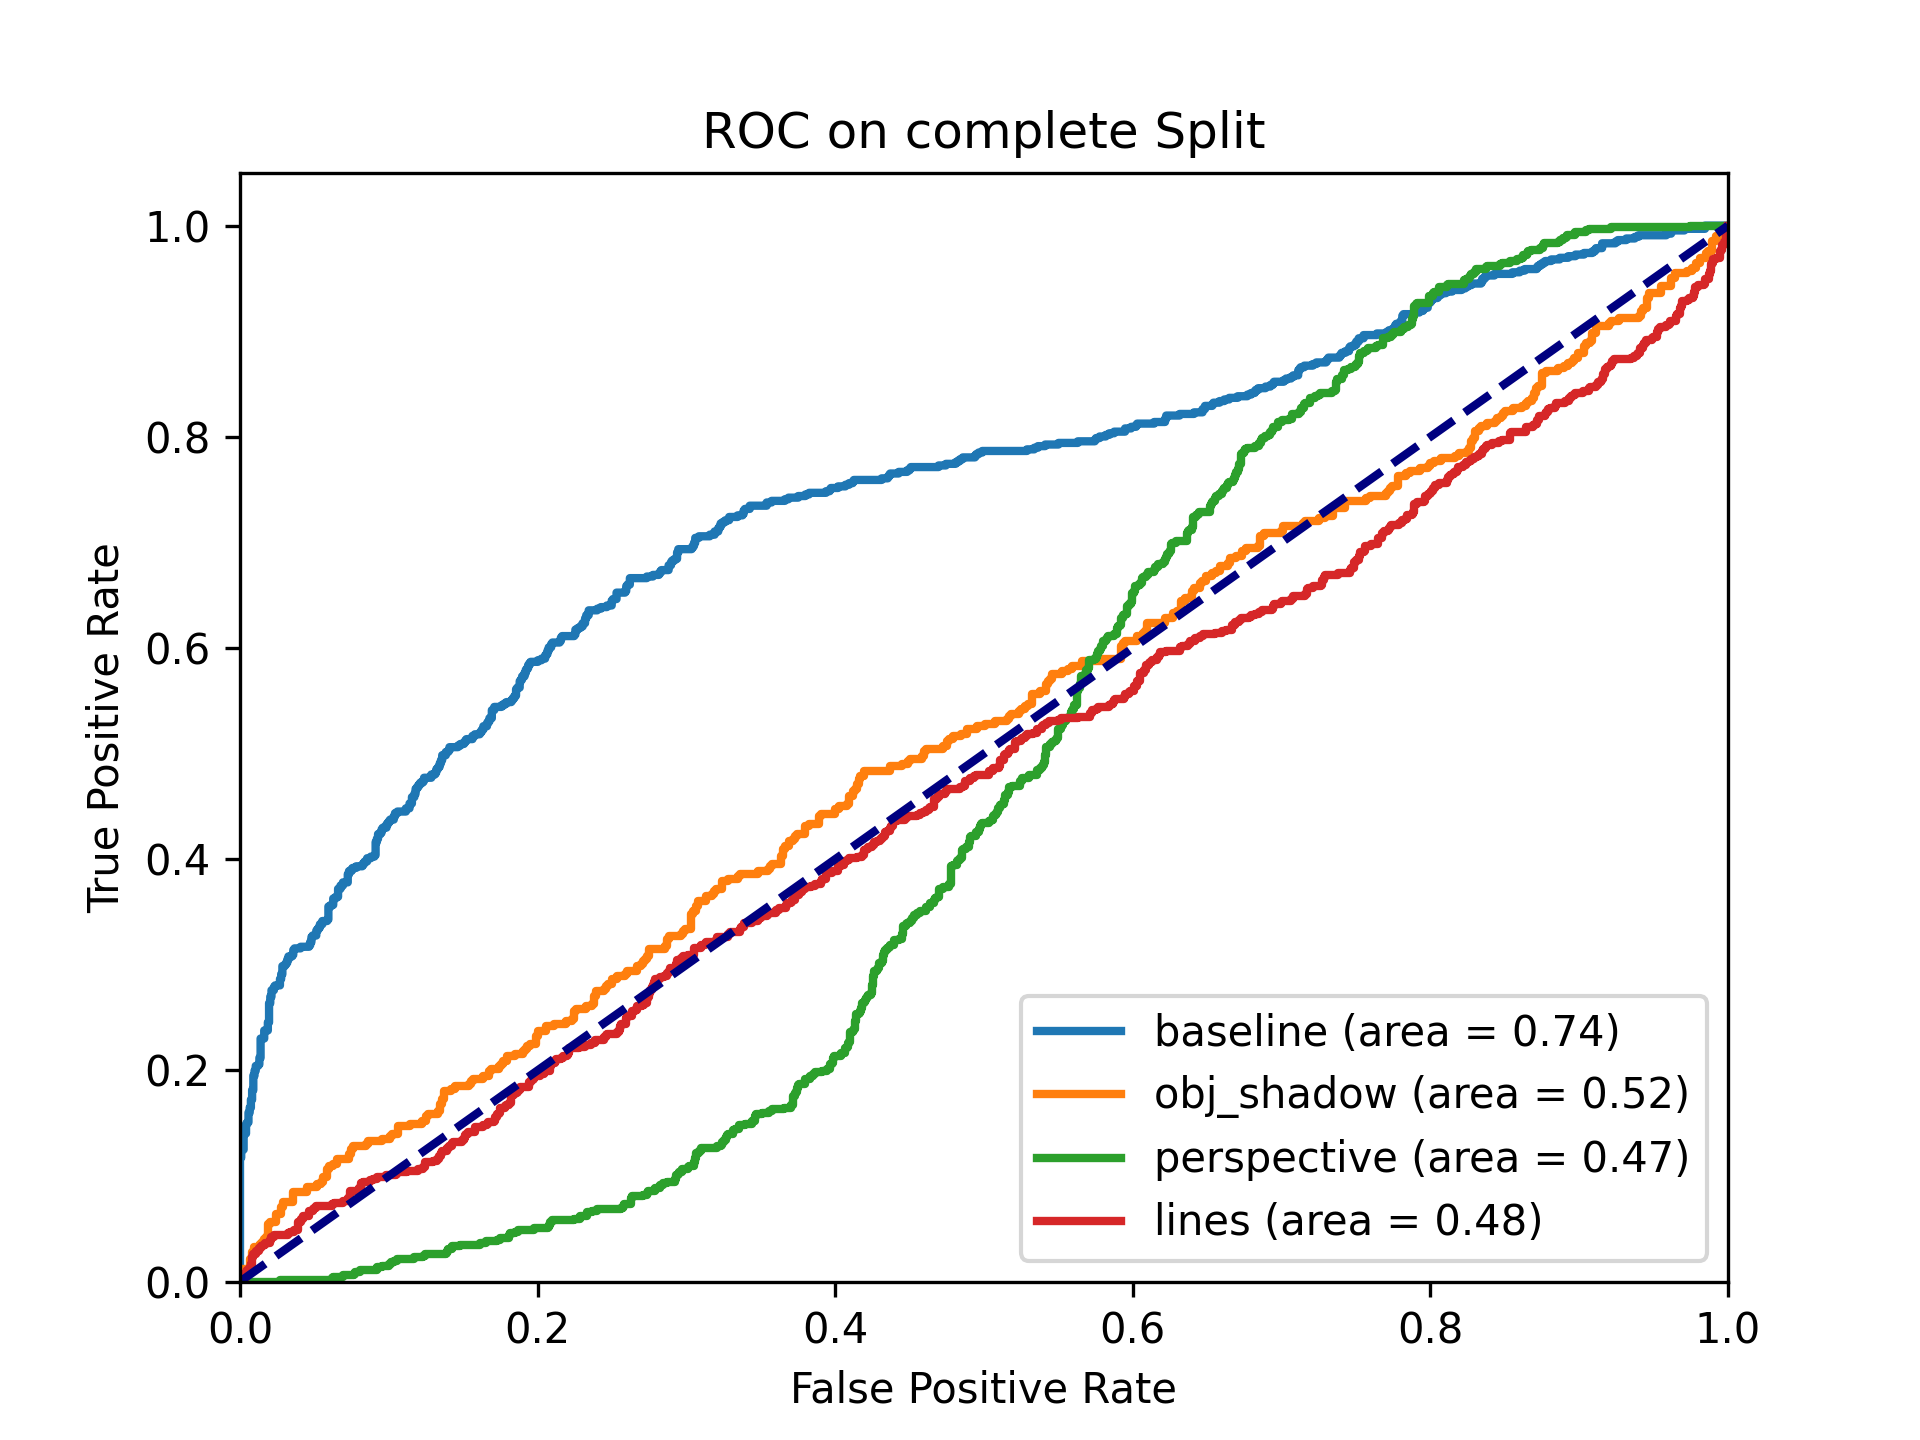 ROC on complete Split
True Positive Rate
1.0
0.8
0.6
0.4
0.2
0.0
baseline (area = 0.74)
obj_shadow (area = 0.52)
perspective (area = 0.47)
lines (area = 0.48)
0.0 0.2 0.4 0.6 0.8 1.0
False Positive Rate